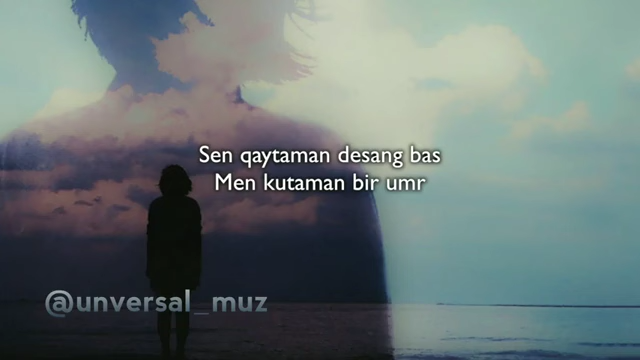 Sen qaytaman desang bas
Men kutaman bir umr
@unversal_muz